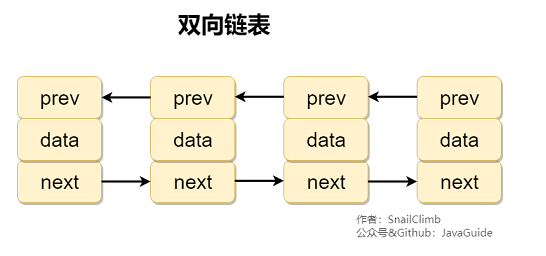 双向链表
prev prev prev prev
data data data data
next next next next
作者：SnailClimb
公众号&Github：JavaGuide